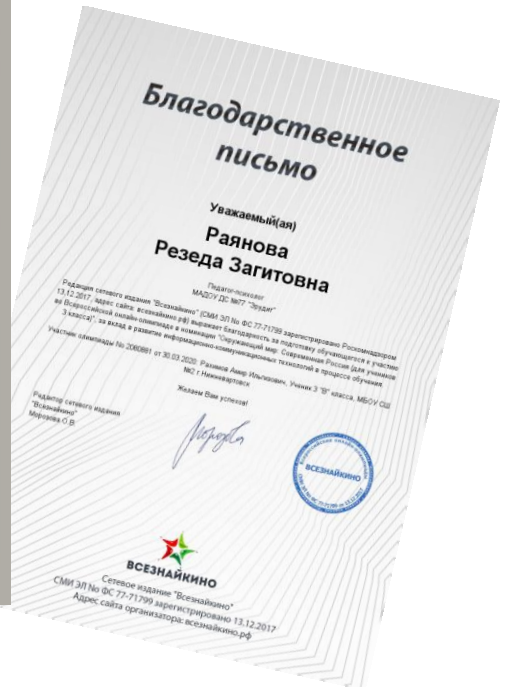 Благодарственное
письмо
Уважаемый(ая)
Раянова
Резеда Загитовна
Педагог-психолог
МАДОУ ДС №77 "Эрудит"
Редакция сетевого издания "Всезнайкино" (СМИ ЭЛ No ФС 77-71799 зарегистрировано Роскомнадзором
13.12.2017, адрес сайта: всезнайкино.рф) выражает благодарность за подготовку обучающегося к участию
во Всероссийской онлайн-олимпиаде в номинации "Окружающий мир. Современная Россия (для учеников
3 класса)", за вклад в развитие информационно-коммуникационных технологий в процессе обучения.
Участник олимпиады No 2060881 от 30.03.2020: Рахимов Амир Ильгизович, Ученик 3 "В" класса, МБОУ СШ
№2 г.Нижневартовск
Желаем Вам успехов!
Редактор сетевого издания
"Всезнайкино"
Морозова О.В.
ВСЕЗНАЙКИНО
ВСЕЗНАЙКИНО
Сетевое издание "Всезнайкино"
СМИ ЭЛ No ФС 77-71799 зарегистрировано 13.12.2017
Адрес сайта организатора: всезнайкино.рф